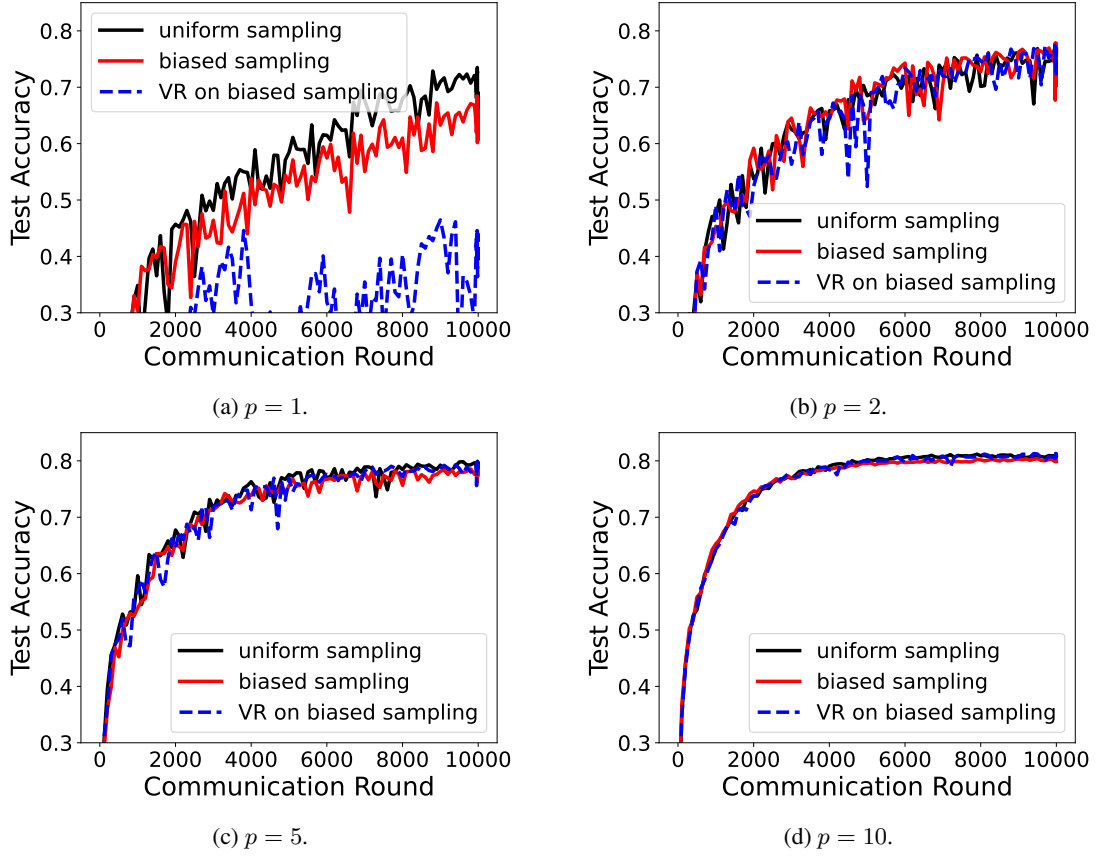 0.8
0.7
0.6
0.5
0.4
0.3
Test Accuracy
uniform sampling
biased sampling
VR on biased sampling
0 2000 4000 6000 8000 10000
Communication Round
(a) p = 1.
0.8
0.7
0.6
0.5
0.4
0.3
Test Accuracy
uniform sampling
biased sampling
VR on biased sampling
0 2000 4000 6000 8000 10000
Communication Round
(b) p = 2.
0.8
0.7
0.6
0.5
0.4
0.3
Test Accuracy
uniform sampling
biased sampling
VR on biased sampling
0 2000 4000 6000 8000 10000
Communication Round
(c) p = 5.
0.8
0.7
0.6
0.5
0.4
0.3
Test Accuracy
uniform sampling
biased sampling
VR on biased sampling
0 2000 4000 6000 8000 10000
Communication Round
(d) p = 10.